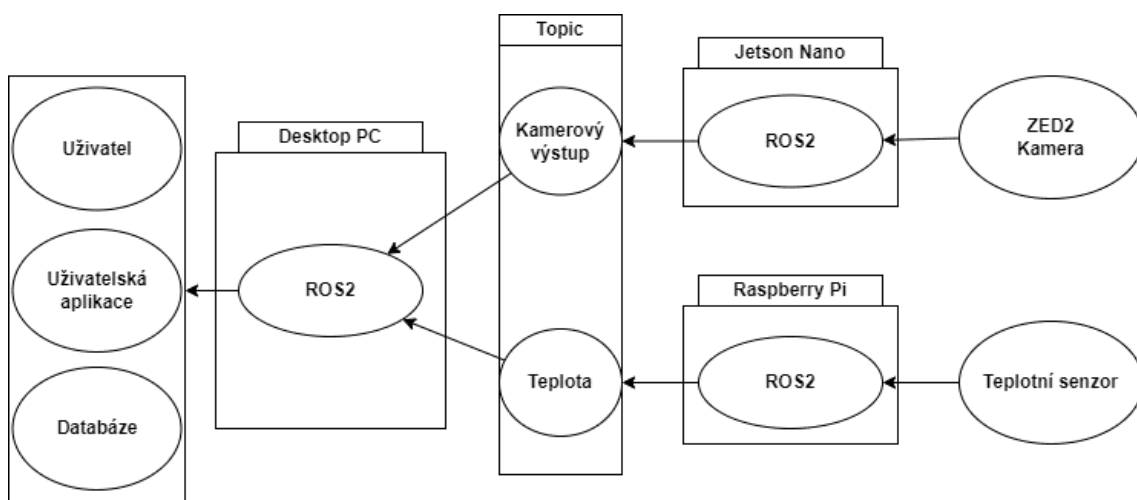 Topic
Jetson Nano
Kamerový
výstup
ROS2
ZED2
Kamera
Uživatel
Desktop PC
Uživatelská
aplikace
ROS2
Raspberry Pi
Teplota
ROS2
Teplotní senzor
Databáze